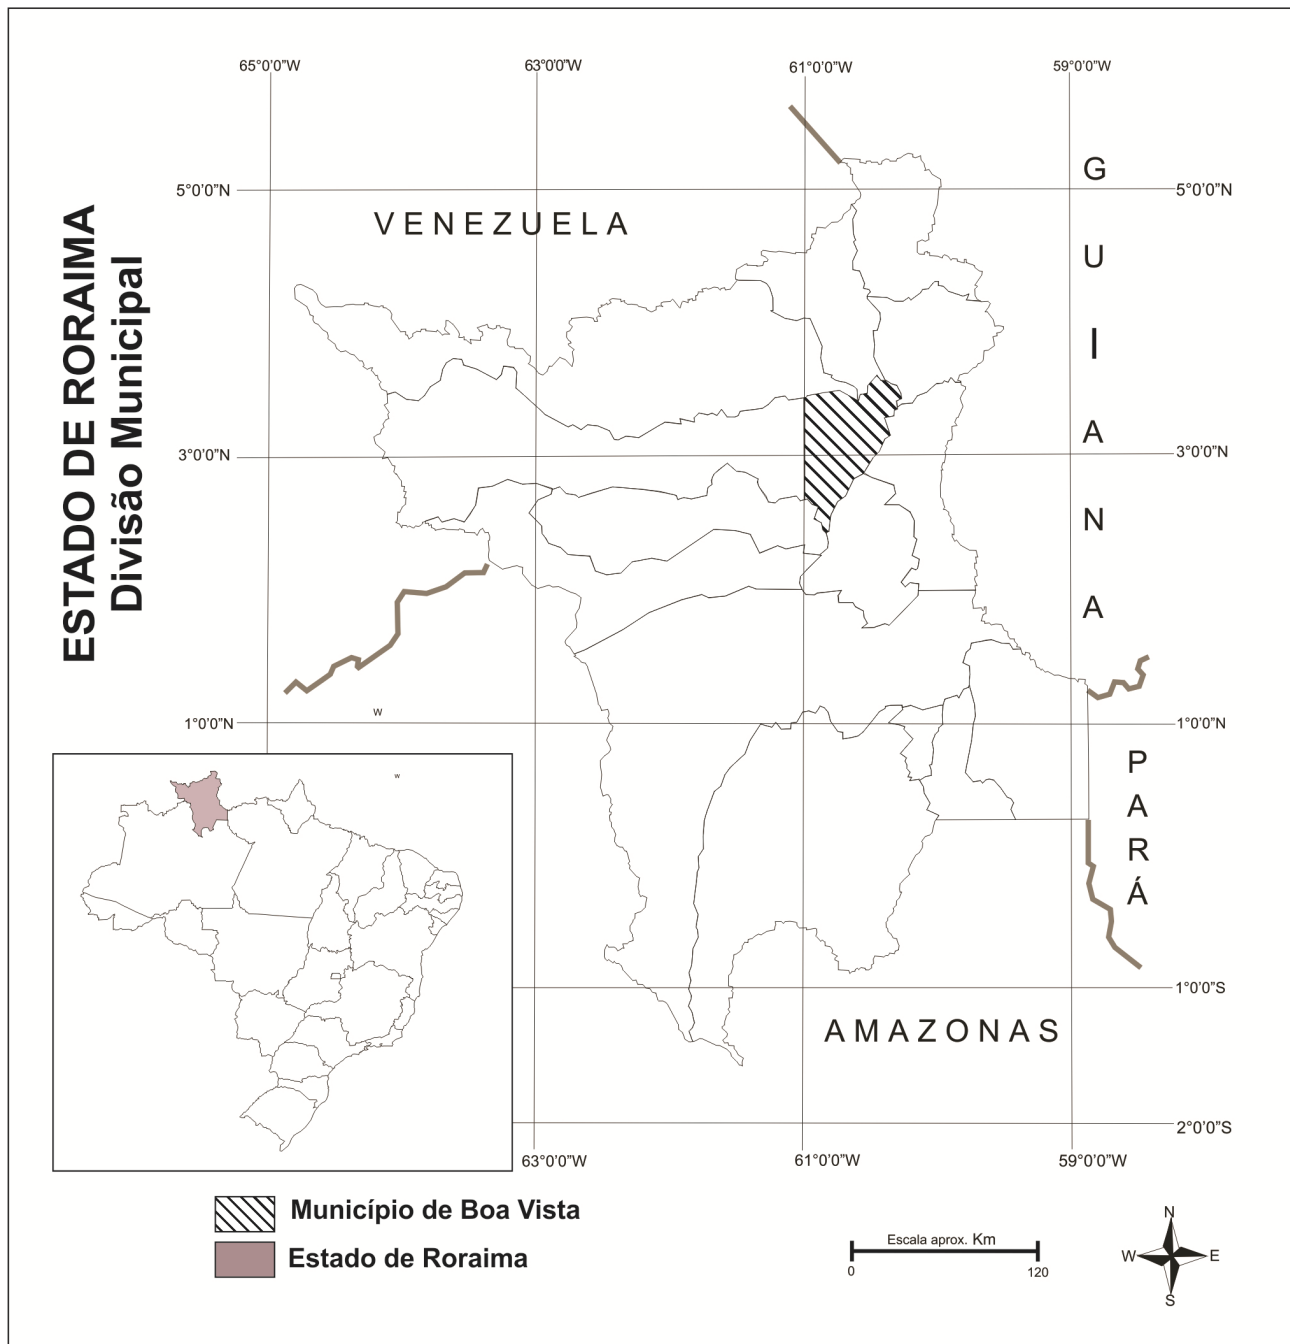 65°0'0"W
63°0'0"W
61°0'0"W
59°0'0"W
5°0'0"N
5°0'0"N
VENEZUELA
GUIANA
ESTADO DE RORAIMA
Divisão Municipal
3°0'0"N
3°0'0"N
W
1°0'0"N
1°0'0"N
W
PARÁ
1°0'0"S
AMAZONAS
2°0'0"S
63°0'0"W
61°0'0"W
59°0'0"W
Município de Boa Vista
Estado de Roraima
Escala aprox. Km
0
120
N
W
E
S